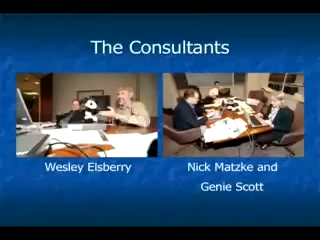 The Consultants
Wesley Elsberry
Nick Matzke and
Genie Scott